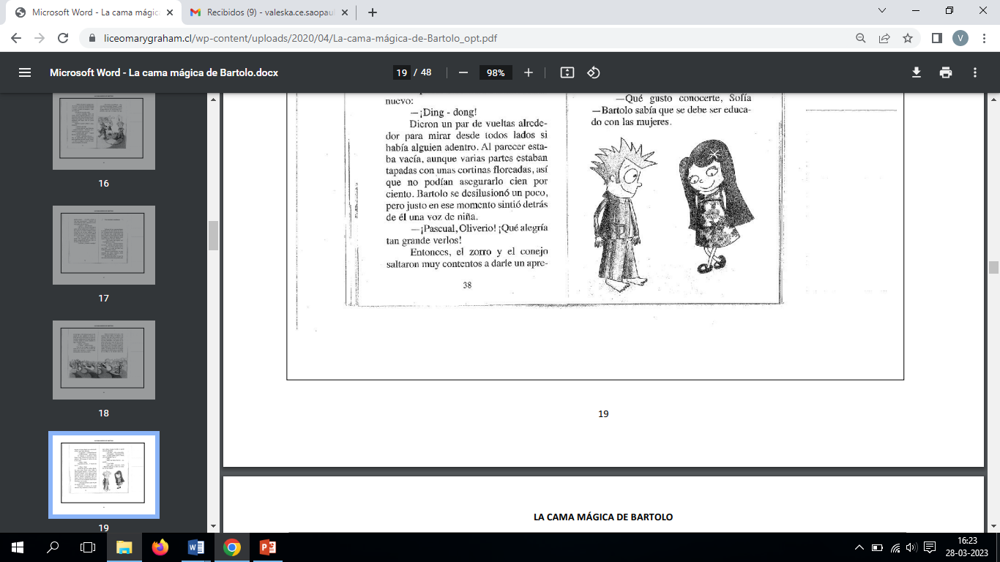 Microsoft Word - La cama mágic
Recibidos (9) - valeska.ce.saopaul
liceomarygraham.cl/wp-content/uploads/2020/04/La-cama-mágica-de-Bartolo_opt.pdf
V
Microsoft Word - La cama mágica de Bartolo.docx
19 / 48
98%
16
17
18
19
nuevo:
—¡Ding - dong!
Dieron un par de vueltas alrede-
dor para mirar desde todos lados si
había alguien adentro. Al parecer esta-
ba vacía, aunque varias partes estaban
tapadas con unas cortinas floreadas, así
que no podían asegurarlo cien por
ciento. Bartolo se desilusionó un poco,
pero justo en ese momento sintió detrás
de él una voz de niña.
—¡Pascual, Oliverio! ¡Qué alegría
tan grande verlos!
Entonces, el zorro y el conejo
saltaron muy contentos a darle un apre-
38
—Qué gusto conocerte, Sofía
—Bartolo sabía que se debe ser educa-
do con las mujeres.
19
LA CAMA MÁGICA DE BARTOLO
16:23
28-03-2023